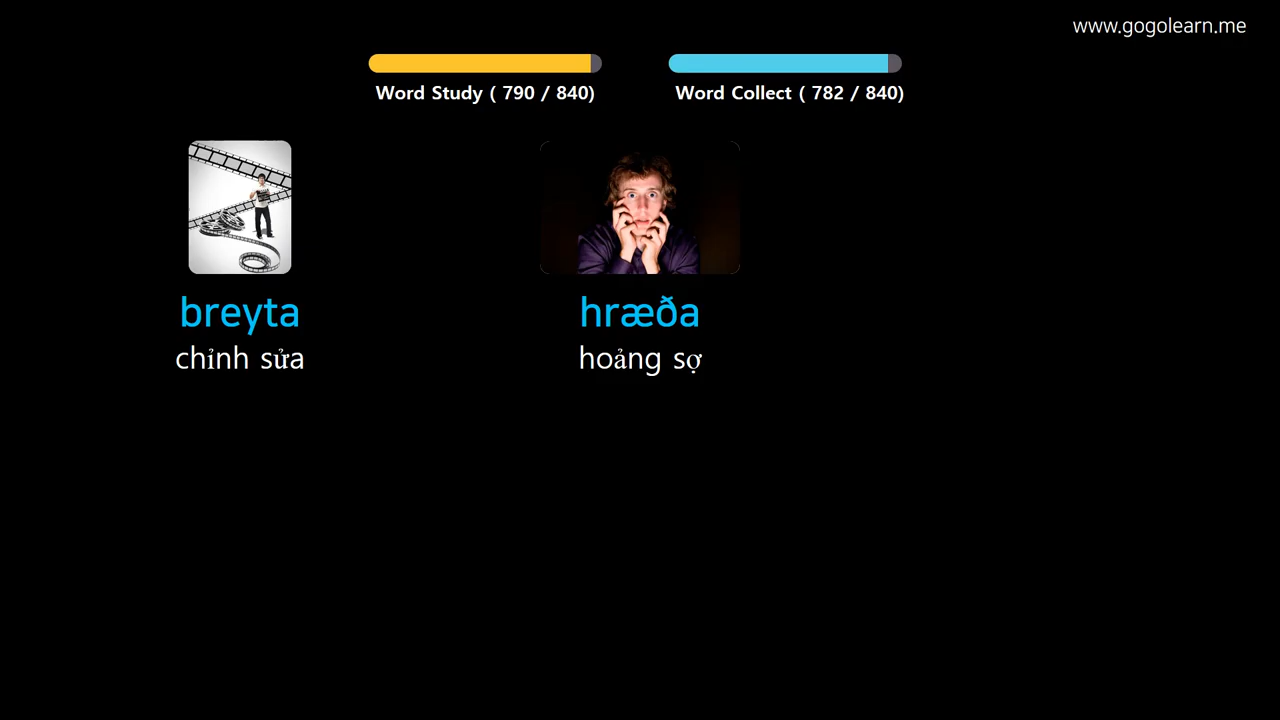 www.gogolearn.me
Word Study ( 790 / 840)
Word Collect ( 782 / 840)
breyta
hræða
chỉnh sửa
hoảng sợ